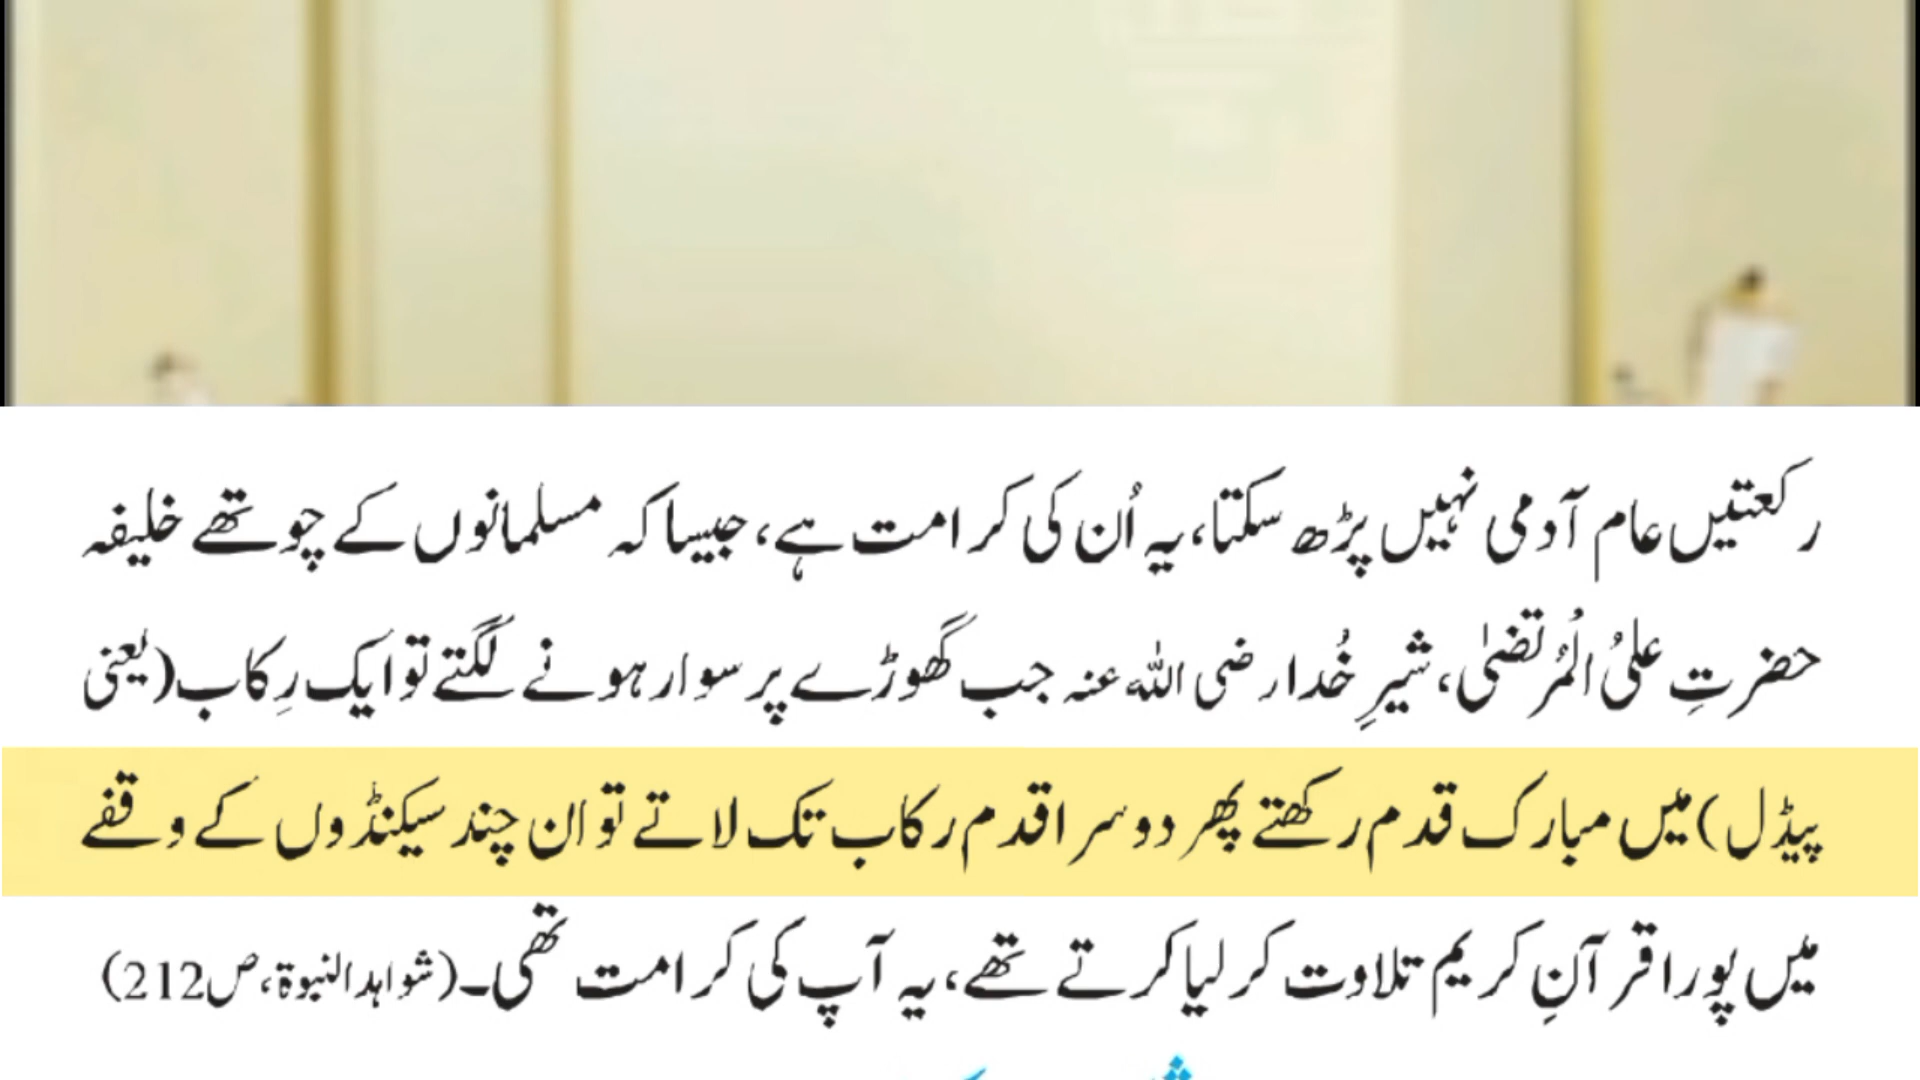 رکعتیں عام آدمی نہیں پڑھ سکتا، یہ اُن کی کرامت ہے، جیسا کہ مسلمانوں کے چوتھے خلیفہ
حضرتِ علیُ الْمُرتضیٰ، شیرِ خُدا رضی اللہ عنہ جب گھوڑے پر سوار ہونے لگتے تو ایک رِکاب (یعنی
پیڈل) میں مبارک قدم رکھتے پھر دوسرا قدم رکاب تک لاتے تو ان چند سیکنڈوں کے وقفے
میں پورا قرآنِ کریم تلاوت کر لیا کرتے تھے، یہ آپ کی کرامت تھی۔ (شواہد النبوۃ، ص212)